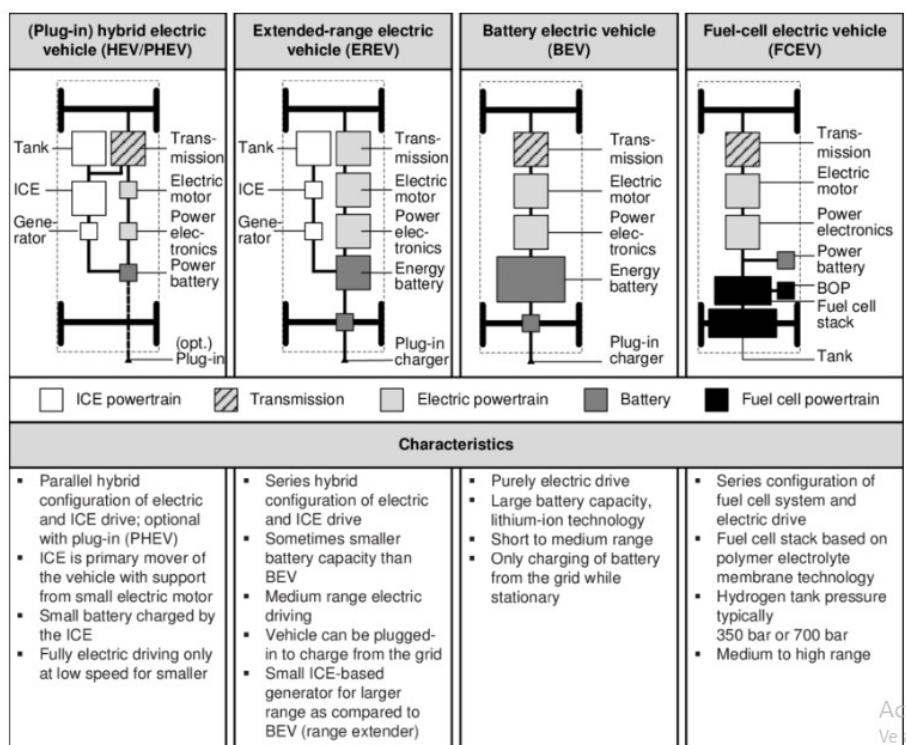 (Plug-in) hybrid electric
vehicle (HEV/PHEV)
Extended-range electric
vehicle (EREV)
Battery electric vehicle
(BEV)
Fuel-cell electric vehicle
(FCEV)
Tank
ICE
Gene-
rator
Trans-
mission
Electric
motor
Power
elec-
tronics
Power
battery
(opt.)
Plug-in
Tank
ICE
Gene-
rator
Trans-
mission
Electric
motor
Power
elec-
tronics
Energy
battery
Plug-in
charger
Trans-
mission
Electric
motor
Power
elec-
tronics
Energy
battery
Plug-in
charger
Trans-
mission
Electric
motor
Power
electronics
Power
battery
BOP
Fuel cell
stack
Tank
ICE powertrain
Transmission
Electric powertrain
Battery
Fuel cell powertrain
Characteristics
▪ Parallel hybrid
configuration of electric
and ICE drive; optional
with plug-in (PHEV)
▪ ICE is primary mover of
the vehicle with support
from small electric motor
▪ Small battery charged by
the ICE
▪ Fully electric driving only
at low speed for smaller
▪ Series hybrid
configuration of electric
and ICE drive
▪ Sometimes smaller
battery capacity than
BEV
▪ Medium range electric
driving
▪ Vehicle can be plugged-
in to charge from the grid
▪ Small ICE-based
generator for larger
range as compared to
BEV (range extender)
▪ Purely electric drive
▪ Large battery capacity,
lithium-ion technology
▪ Short to medium range
▪ Only charging of battery
from the grid while
stationary
▪ Series configuration of
fuel cell system and
electric drive
▪ Fuel cell stack based on
polymer electrolyte
membrane technology
▪ Hydrogen tank pressure
typically
350 bar or 700 bar
▪ Medium to high range